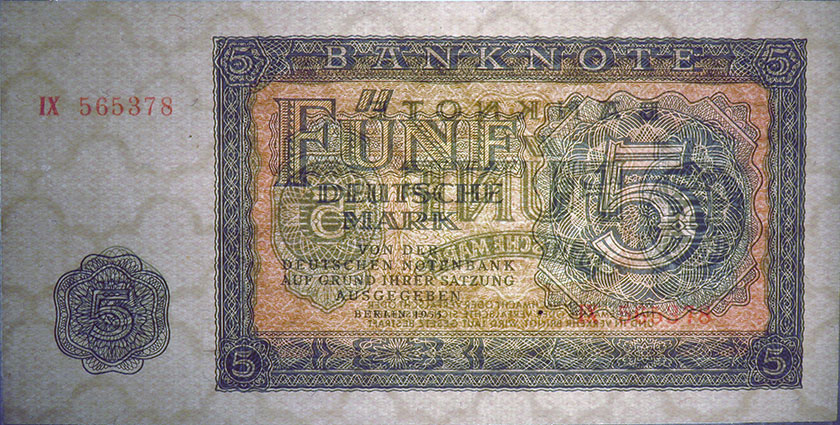 BANKNOTE
5 5
IX 565378
FÜNF
5
DEUTSCHE
MARK
VON DER
DEUTSCHEN NOTENBANK
AUF GRUND IHRER SATZUNG
AUSGEGEBEN
BERLIN 1955
5
IX 565378
5 5